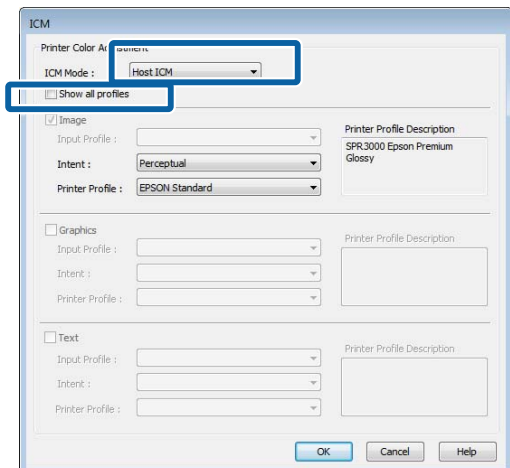 ICM
Printer Color Adjustment
ICM Mode : Host ICM
Show all profiles
Image
Input Profile :
Printer Profile Description
SPR3000 Epson Premium
Glossy
Intent : Perceptual
Printer Profile : EPSON Standard
Graphics
Input Profile :
Printer Profile Description
Intent :
Printer Profile :
Text
Input Profile :
Printer Profile Description
Intent :
Printer Profile :
OK Cancel Help